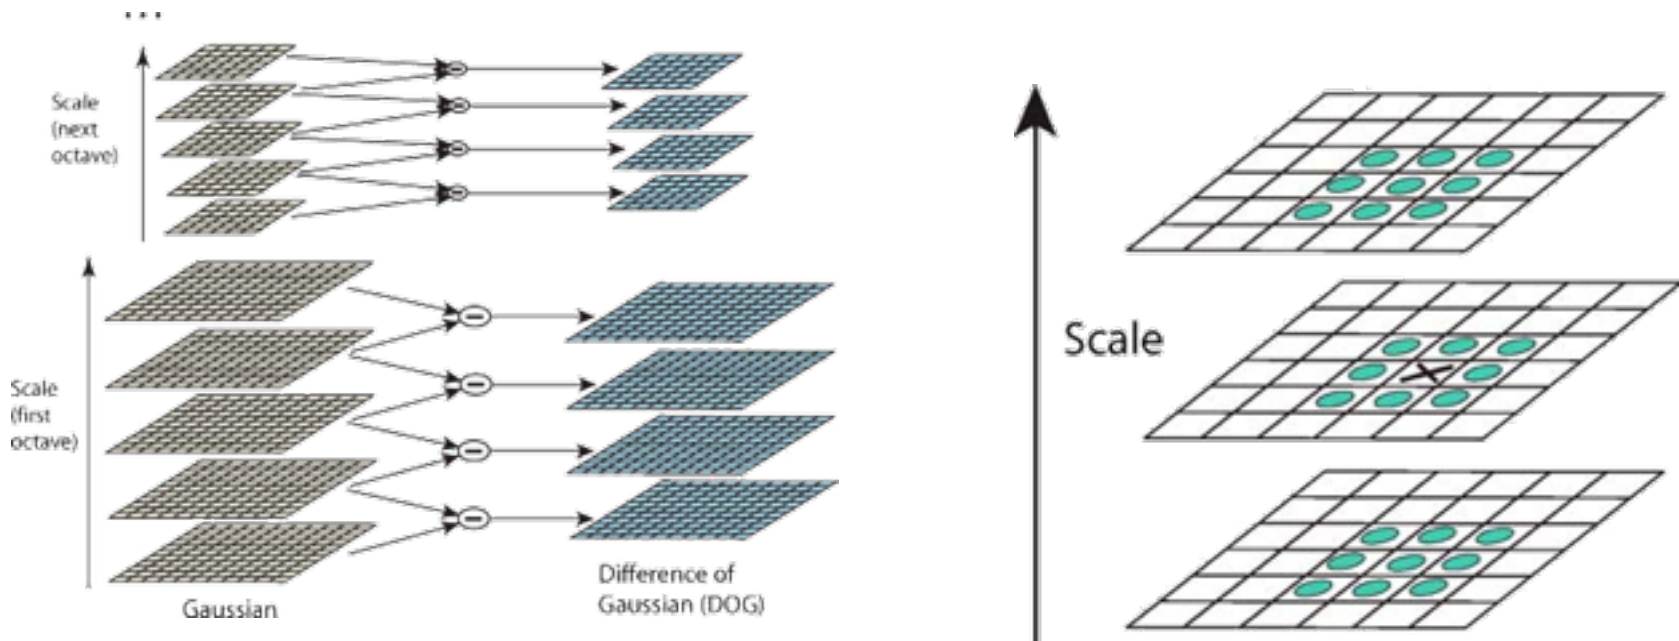 ...
Scale
(next
octave)
Scale
(first
octave)
Gaussian
Difference of
Gaussian (DOG)
Scale